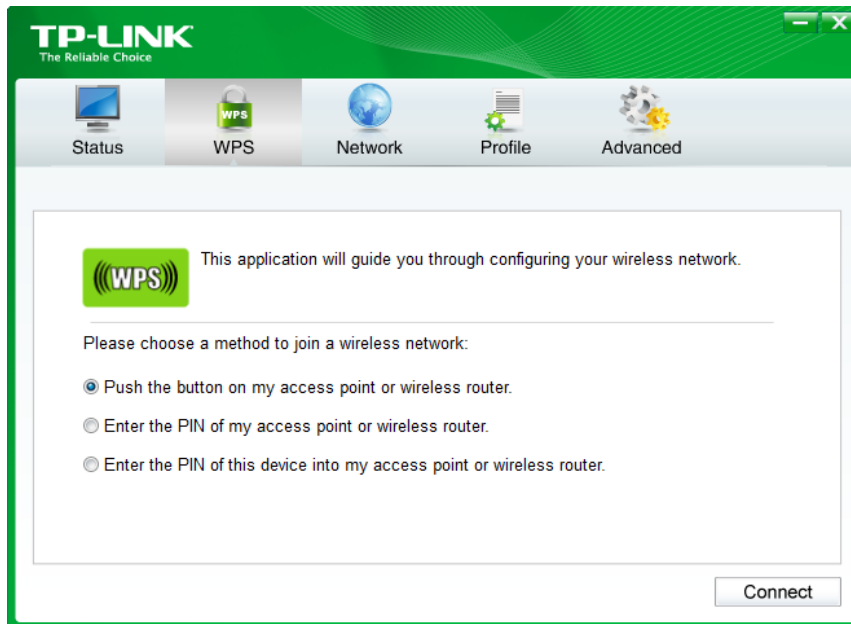 TP-LINK
The Reliable Choice
WPS
Status WPS Network Profile Advanced
((WPS)) This application will guide you through configuring your wireless network.
Please choose a method to join a wireless network:
Push the button on my access point or wireless router.
Enter the PIN of my access point or wireless router.
Enter the PIN of this device into my access point or wireless router.
Connect